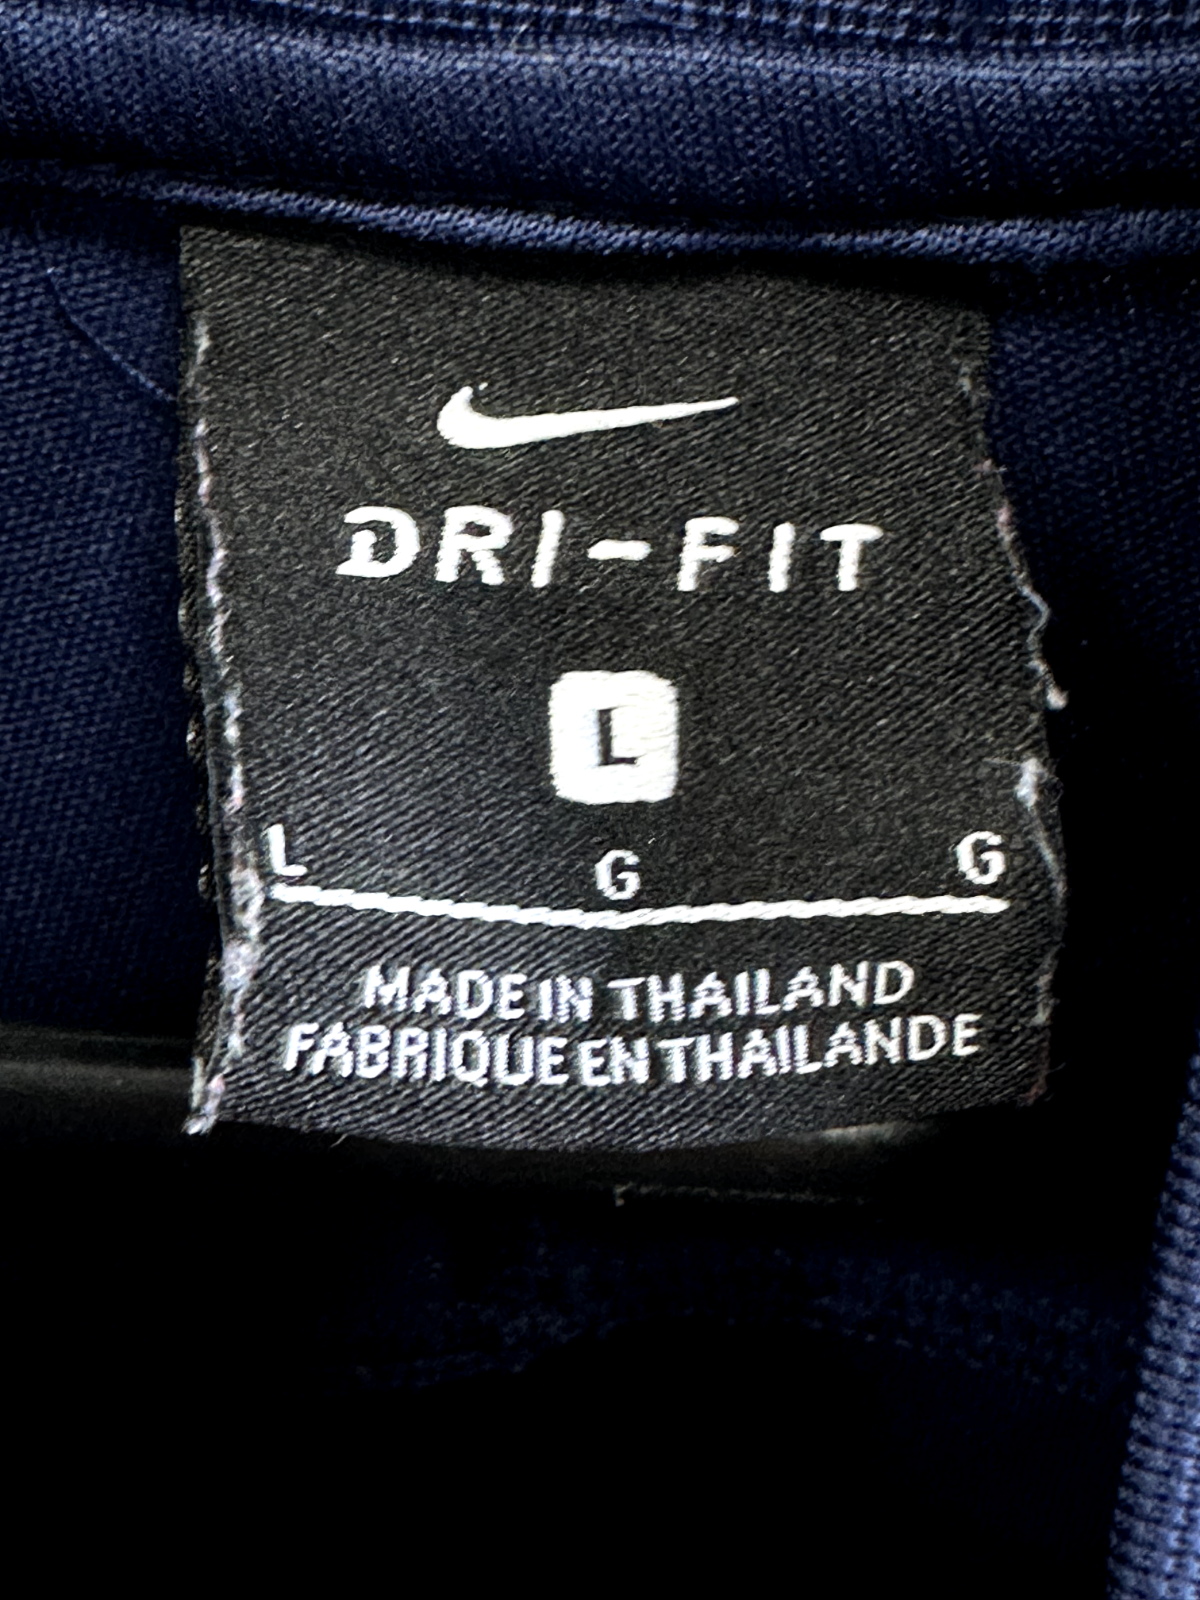 DRI-FIT
L
L G G
MADE IN THAILAND
FABRIQUE EN THAILANDE